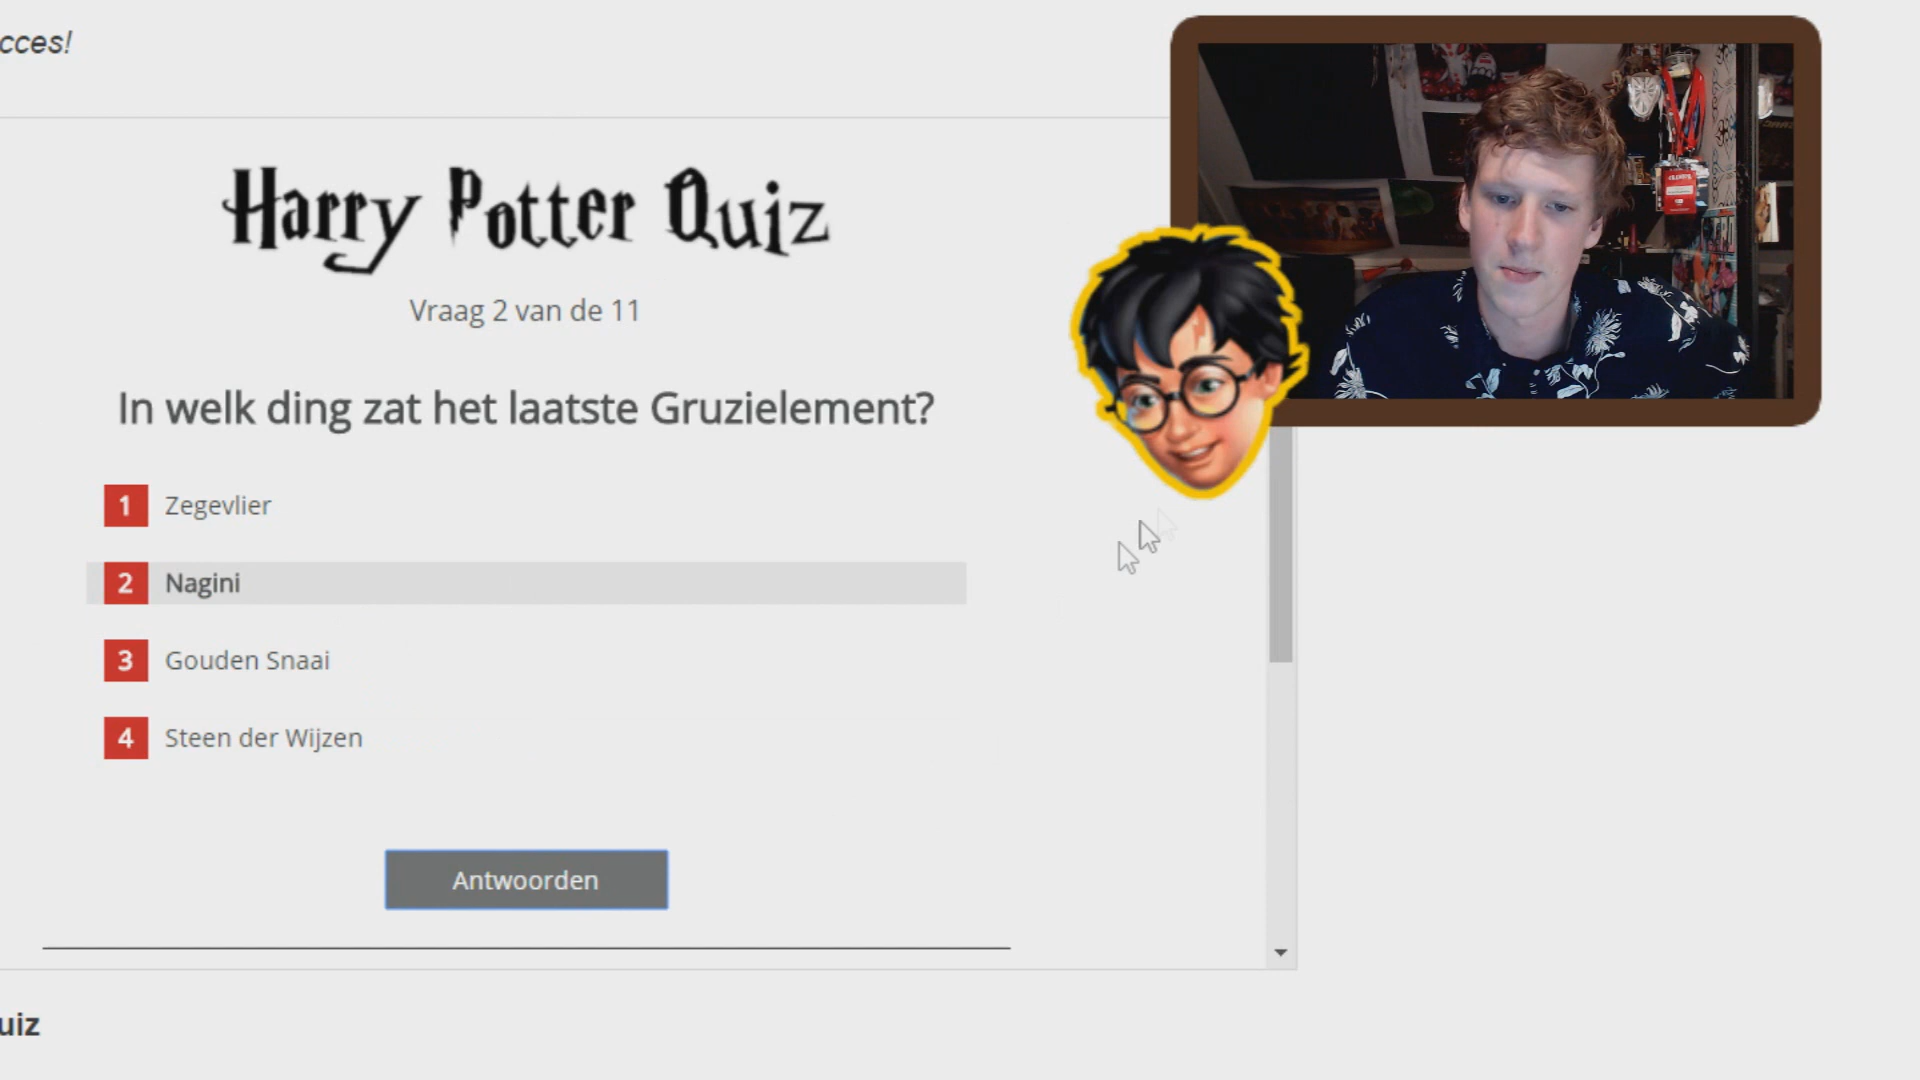 cces!
Harry Potter Quiz
Vraag 2 van de 11
In welk ding zat het laatste Gruzielement?
1 Zegevlier
2 Nagini
3 Gouden Snaai
4 Steen der Wijzen
Antwoorden
uiz